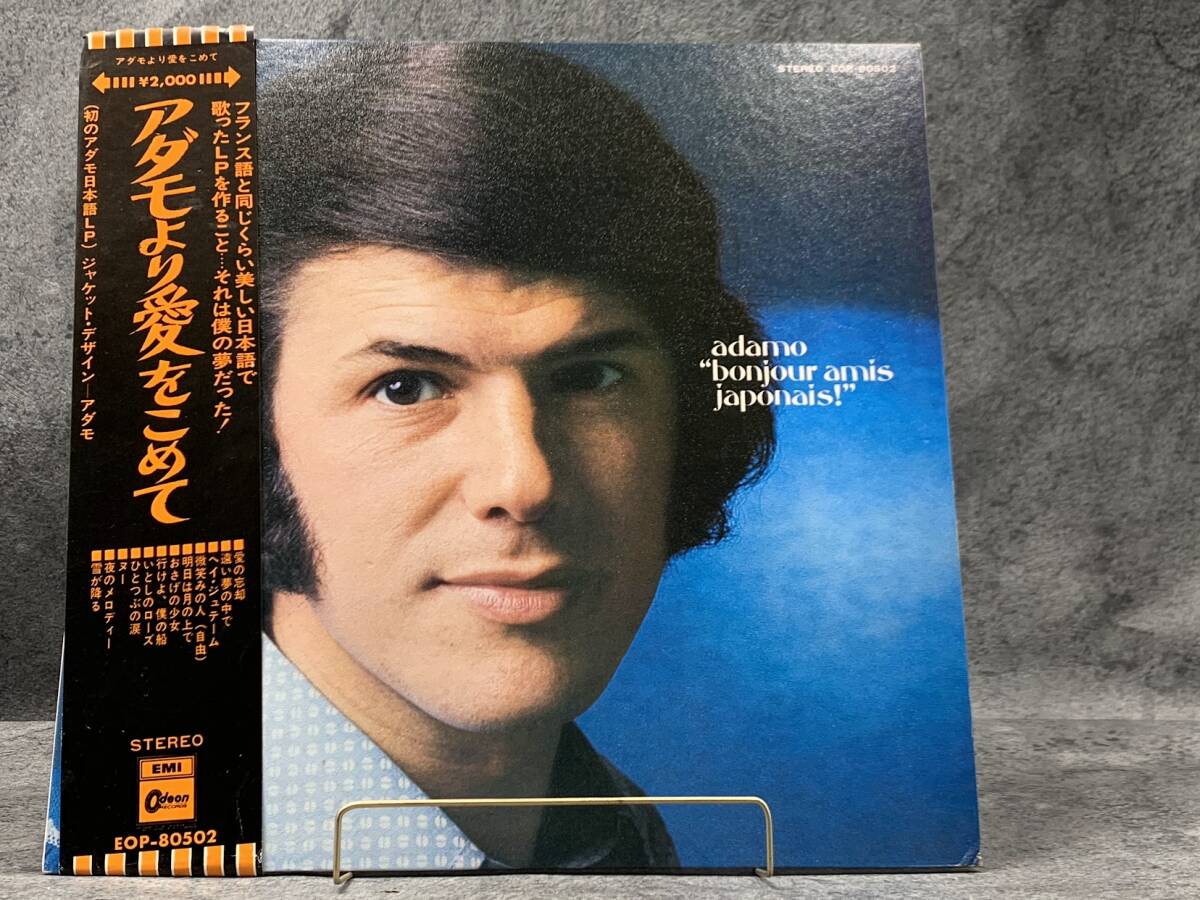 アダモより愛をこめて
¥2,000
フランス語と同じくらい美しい日本語で
歌ったLPを作ること…それは僕の夢だった!
アダモより愛をこめて
(初のアダモ日本語LP) ジャケット・デザイン—アダモ
■愛の忘却
■遠い夢の中で
■ヘイ・ジュテーム
■微笑みの人(自由)
■明日は月の上で
■おさげの少女
■行けよ、僕の船
■いとしのローズ
■ひとつぶの涙
■ヌー
■夜のメロディー
■雪が降る
STEREO
EMI
Odeon
RECORDS
EOP-80502
STEREO EOP-80502
adamo
"bonjour amis
japonais!"